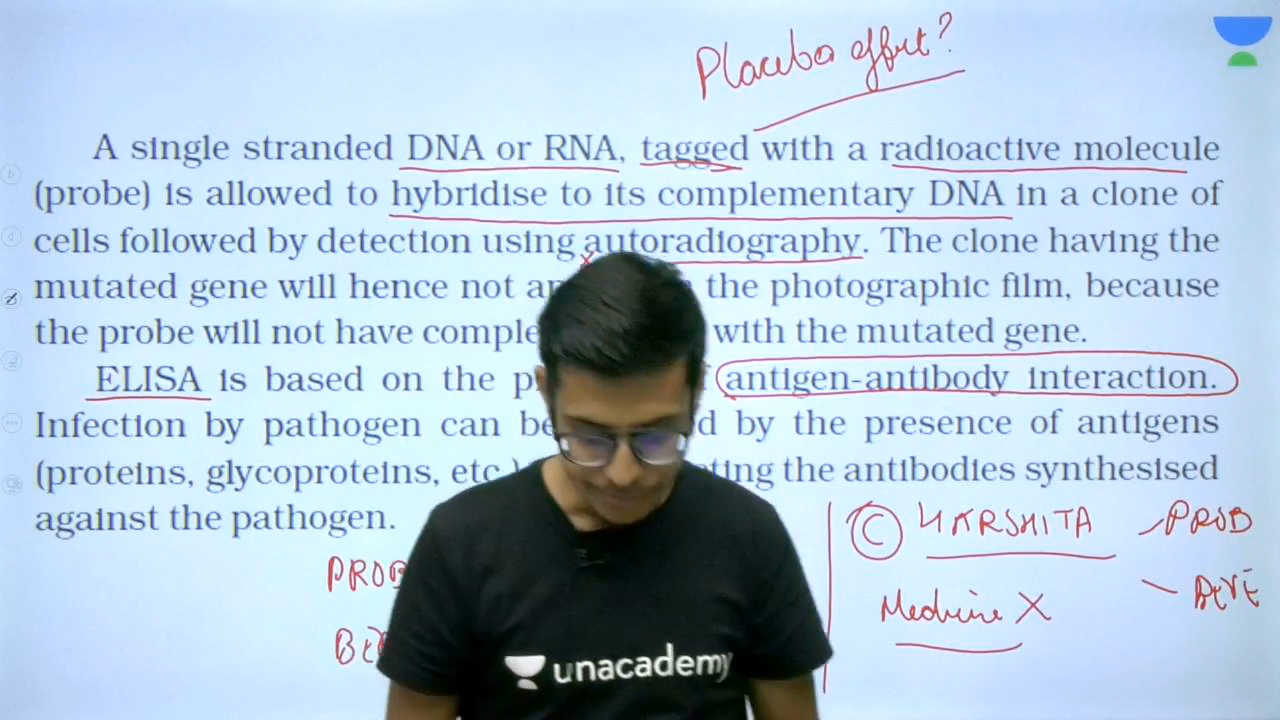 Placebo effect?
A single stranded DNA or RNA, tagged with a radioactive molecule
(probe) is allowed to hybridise to its complementary DNA in a clone of
cells followed by detection using autoradiography. The clone having the
mutated gene will hence not ap the photographic film, because
the probe will not have comple with the mutated gene.
ELISA is based on the p f antigen-antibody interaction.
Infection by pathogen can be d by the presence of antigens
(proteins, glycoproteins, etc.) ting the antibodies synthesised
against the pathogen.
C HARSHITA PROB
PROB
Medicine X
unacademy